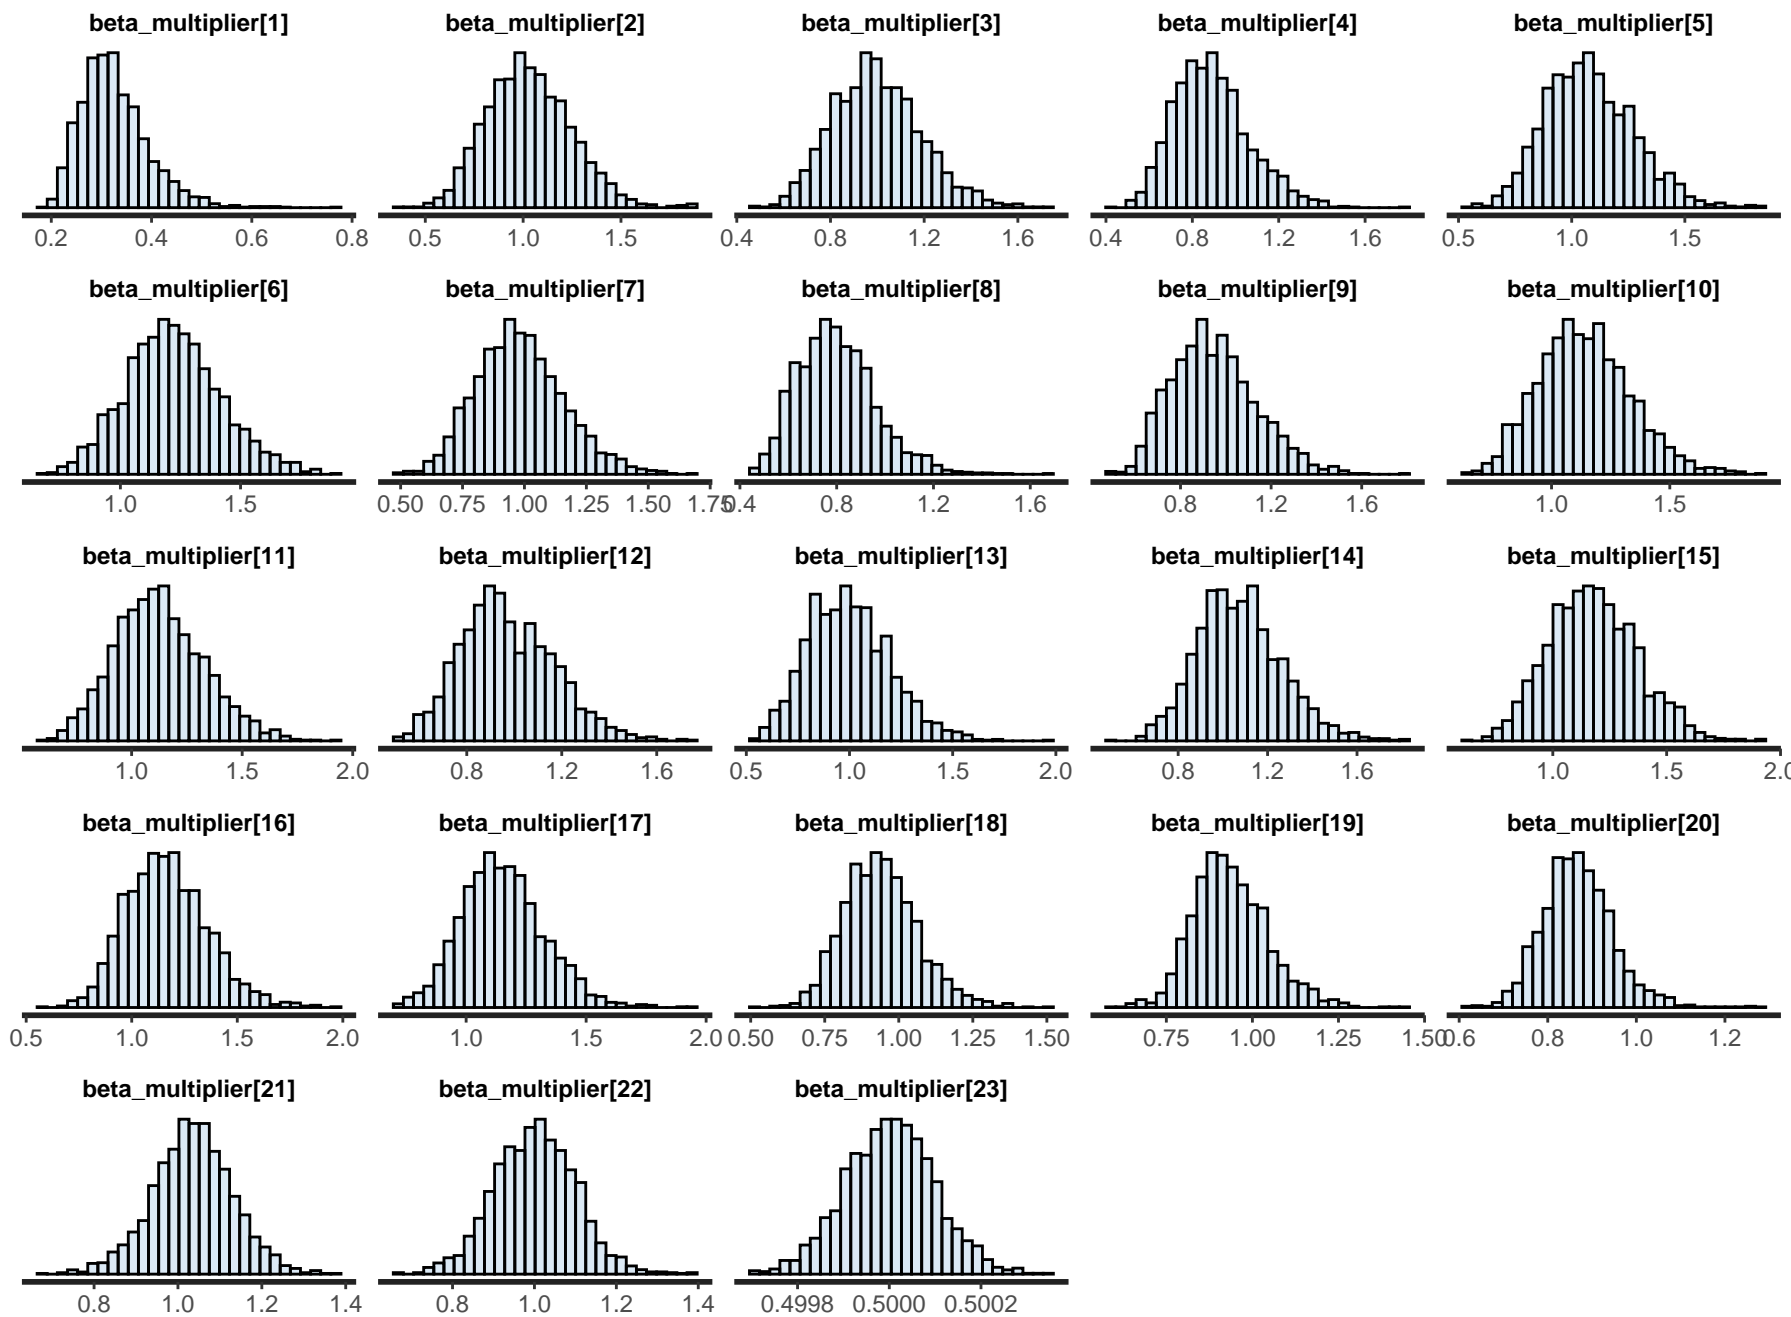 beta_multiplier[1] beta_multiplier[2] beta_multiplier[3] beta_multiplier[4] beta_multiplier[5]
0.2 0.4 0.6 0.8 0.5 1.0 1.5 0.4 0.8 1.2 1.6 0.4 0.8 1.2 1.6 0.5 1.0 1.5
beta_multiplier[6] beta_multiplier[7] beta_multiplier[8] beta_multiplier[9] beta_multiplier[10]
1.0 1.5 0.50 0.75 1.00 1.25 1.50 1.75 0.4 0.8 1.2 1.6 0.8 1.2 1.6 1.0 1.5
beta_multiplier[11] beta_multiplier[12] beta_multiplier[13] beta_multiplier[14] beta_multiplier[15]
1.0 1.5 2.0 0.8 1.2 1.6 0.5 1.0 1.5 2.0 0.8 1.2 1.6 1.0 1.5 2.0
beta_multiplier[16] beta_multiplier[17] beta_multiplier[18] beta_multiplier[19] beta_multiplier[20]
0.5 1.0 1.5 2.0 1.0 1.5 2.0 0.50 0.75 1.00 1.25 1.50 0.75 1.00 1.25 1.50 0.6 0.8 1.0 1.2
beta_multiplier[21] beta_multiplier[22] beta_multiplier[23]
0.8 1.0 1.2 1.4 0.8 1.0 1.2 1.4 0.4998 0.5000 0.5002